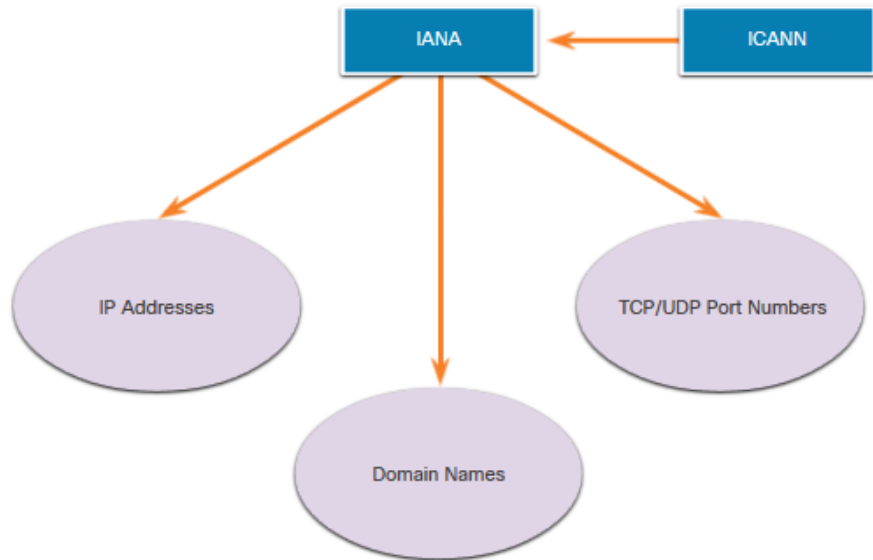 IANA
ICANN
IP Addresses
TCP/UDP Port Numbers
Domain Names